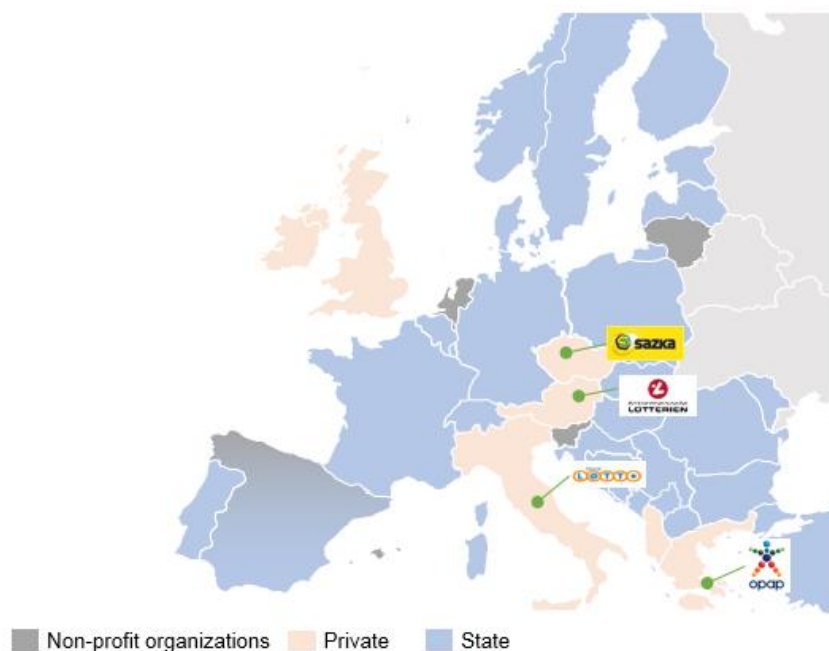 sazka
LOTTERIEN
LOTTO
opap
Non-profit organizations
Private
State